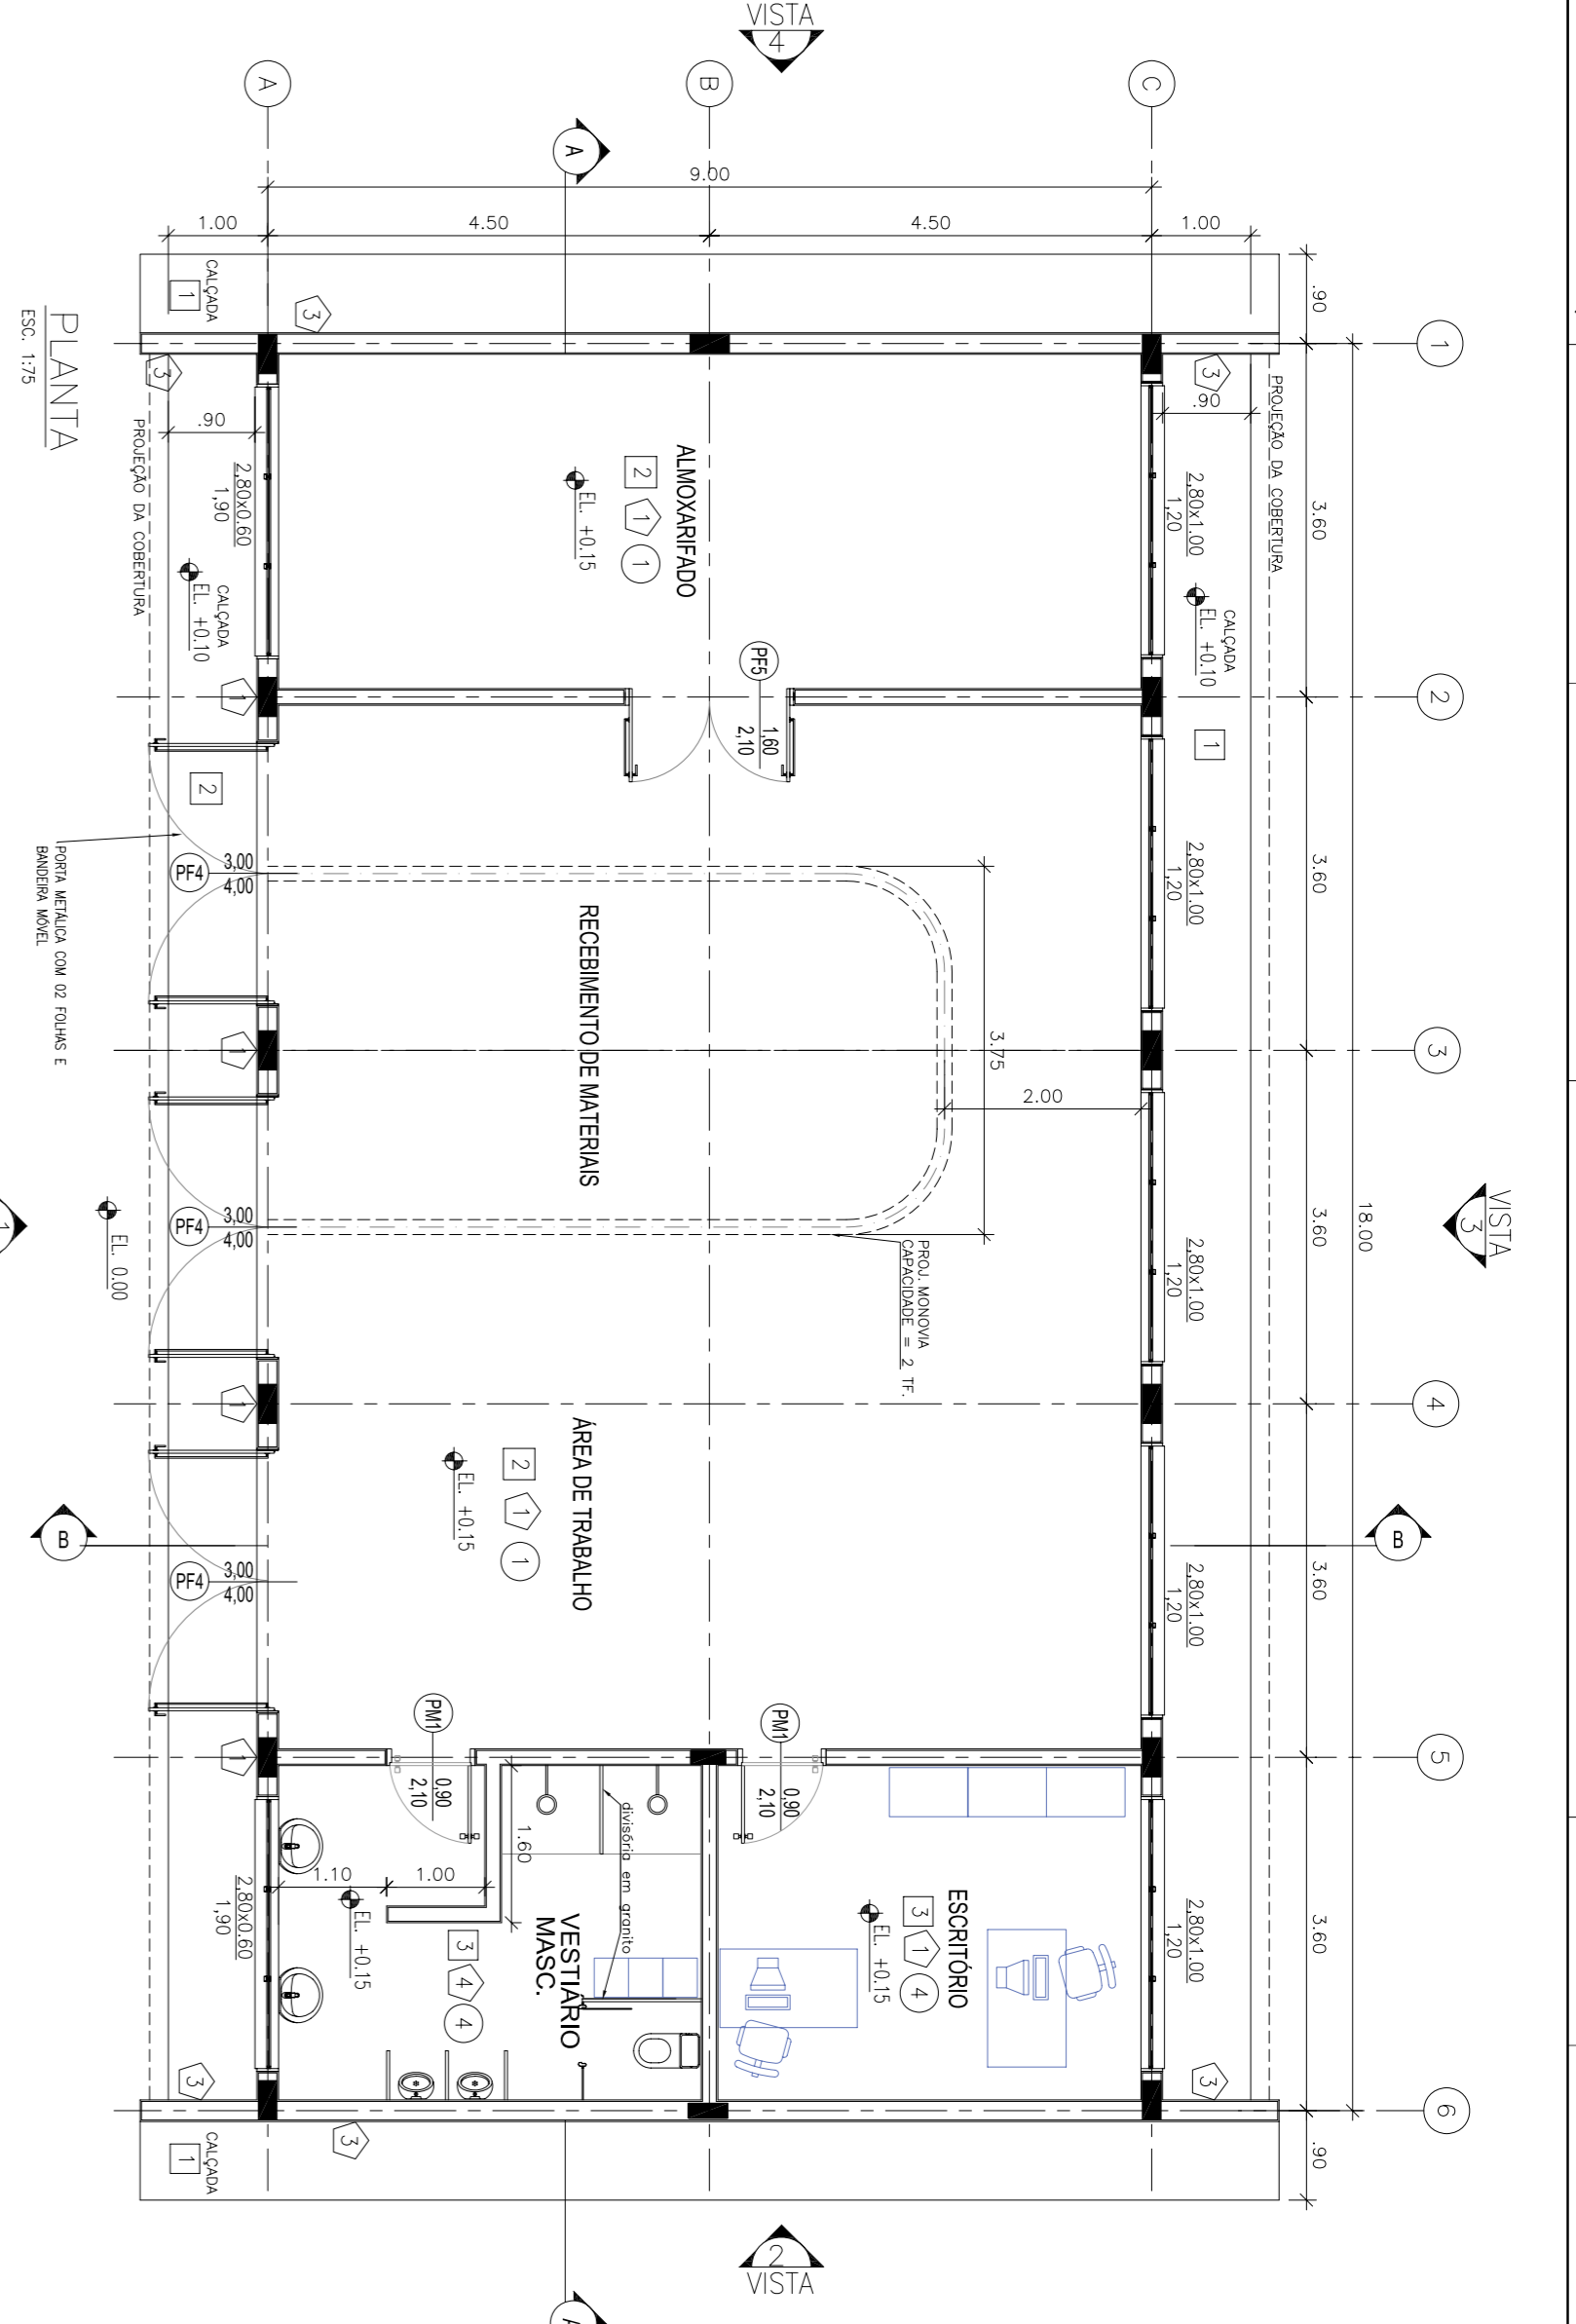 VISTA
4
A
B
C
A
9.00
1.00
4.50
4.50
1.00
CALÇADA
1
3
.90
1
3
3
.90
.90
PROJEÇÃO DA COBERTURA
PROJEÇÃO DA COBERTURA
PLANTA
ESC. 1:75
2,80x0.60
1,90
CALÇADA
EL. +0.10
ALMOXARIFADO
2
1
1
EL. +0.15
2,80x1.00
1,20
CALÇADA
EL. +0.10
3.60
PF5
1,60
2,10
1
2
1
2
PORTA METÁLICA COM 02 FOLHAS E
BANDEIRA MÓVEL
PF4
3,00
4,00
RECEBIMENTO DE MATERIAIS
2,80x1.00
1,20
3.60
3
1
3.75
2.00
PF4
3,00
4,00
EL. 0.00
1
PROJ. MONOVIA
CAPACIDADE = 2 TF.
2,80x1.00
1,20
3.60
18.00
VISTA
3
4
1
ÁREA DE TRABALHO
2
1
1
EL. +0.15
B
B
PF4
3,00
4,00
2,80x1.00
1,20
3.60
5
1
PM1
0,90
2,10
PM1
0,90
2,10
1.60
divisória em granito
1.10
1.00
EL. +0.15
VESTIÁRIO
MASC.
3
4
4
ESCRITÓRIO
3
1
4
EL. +0.15
2,80x0.60
1,90
2,80x1.00
1,20
3.60
3
3
6
3
CALÇADA
1
.90
2
VISTA
A